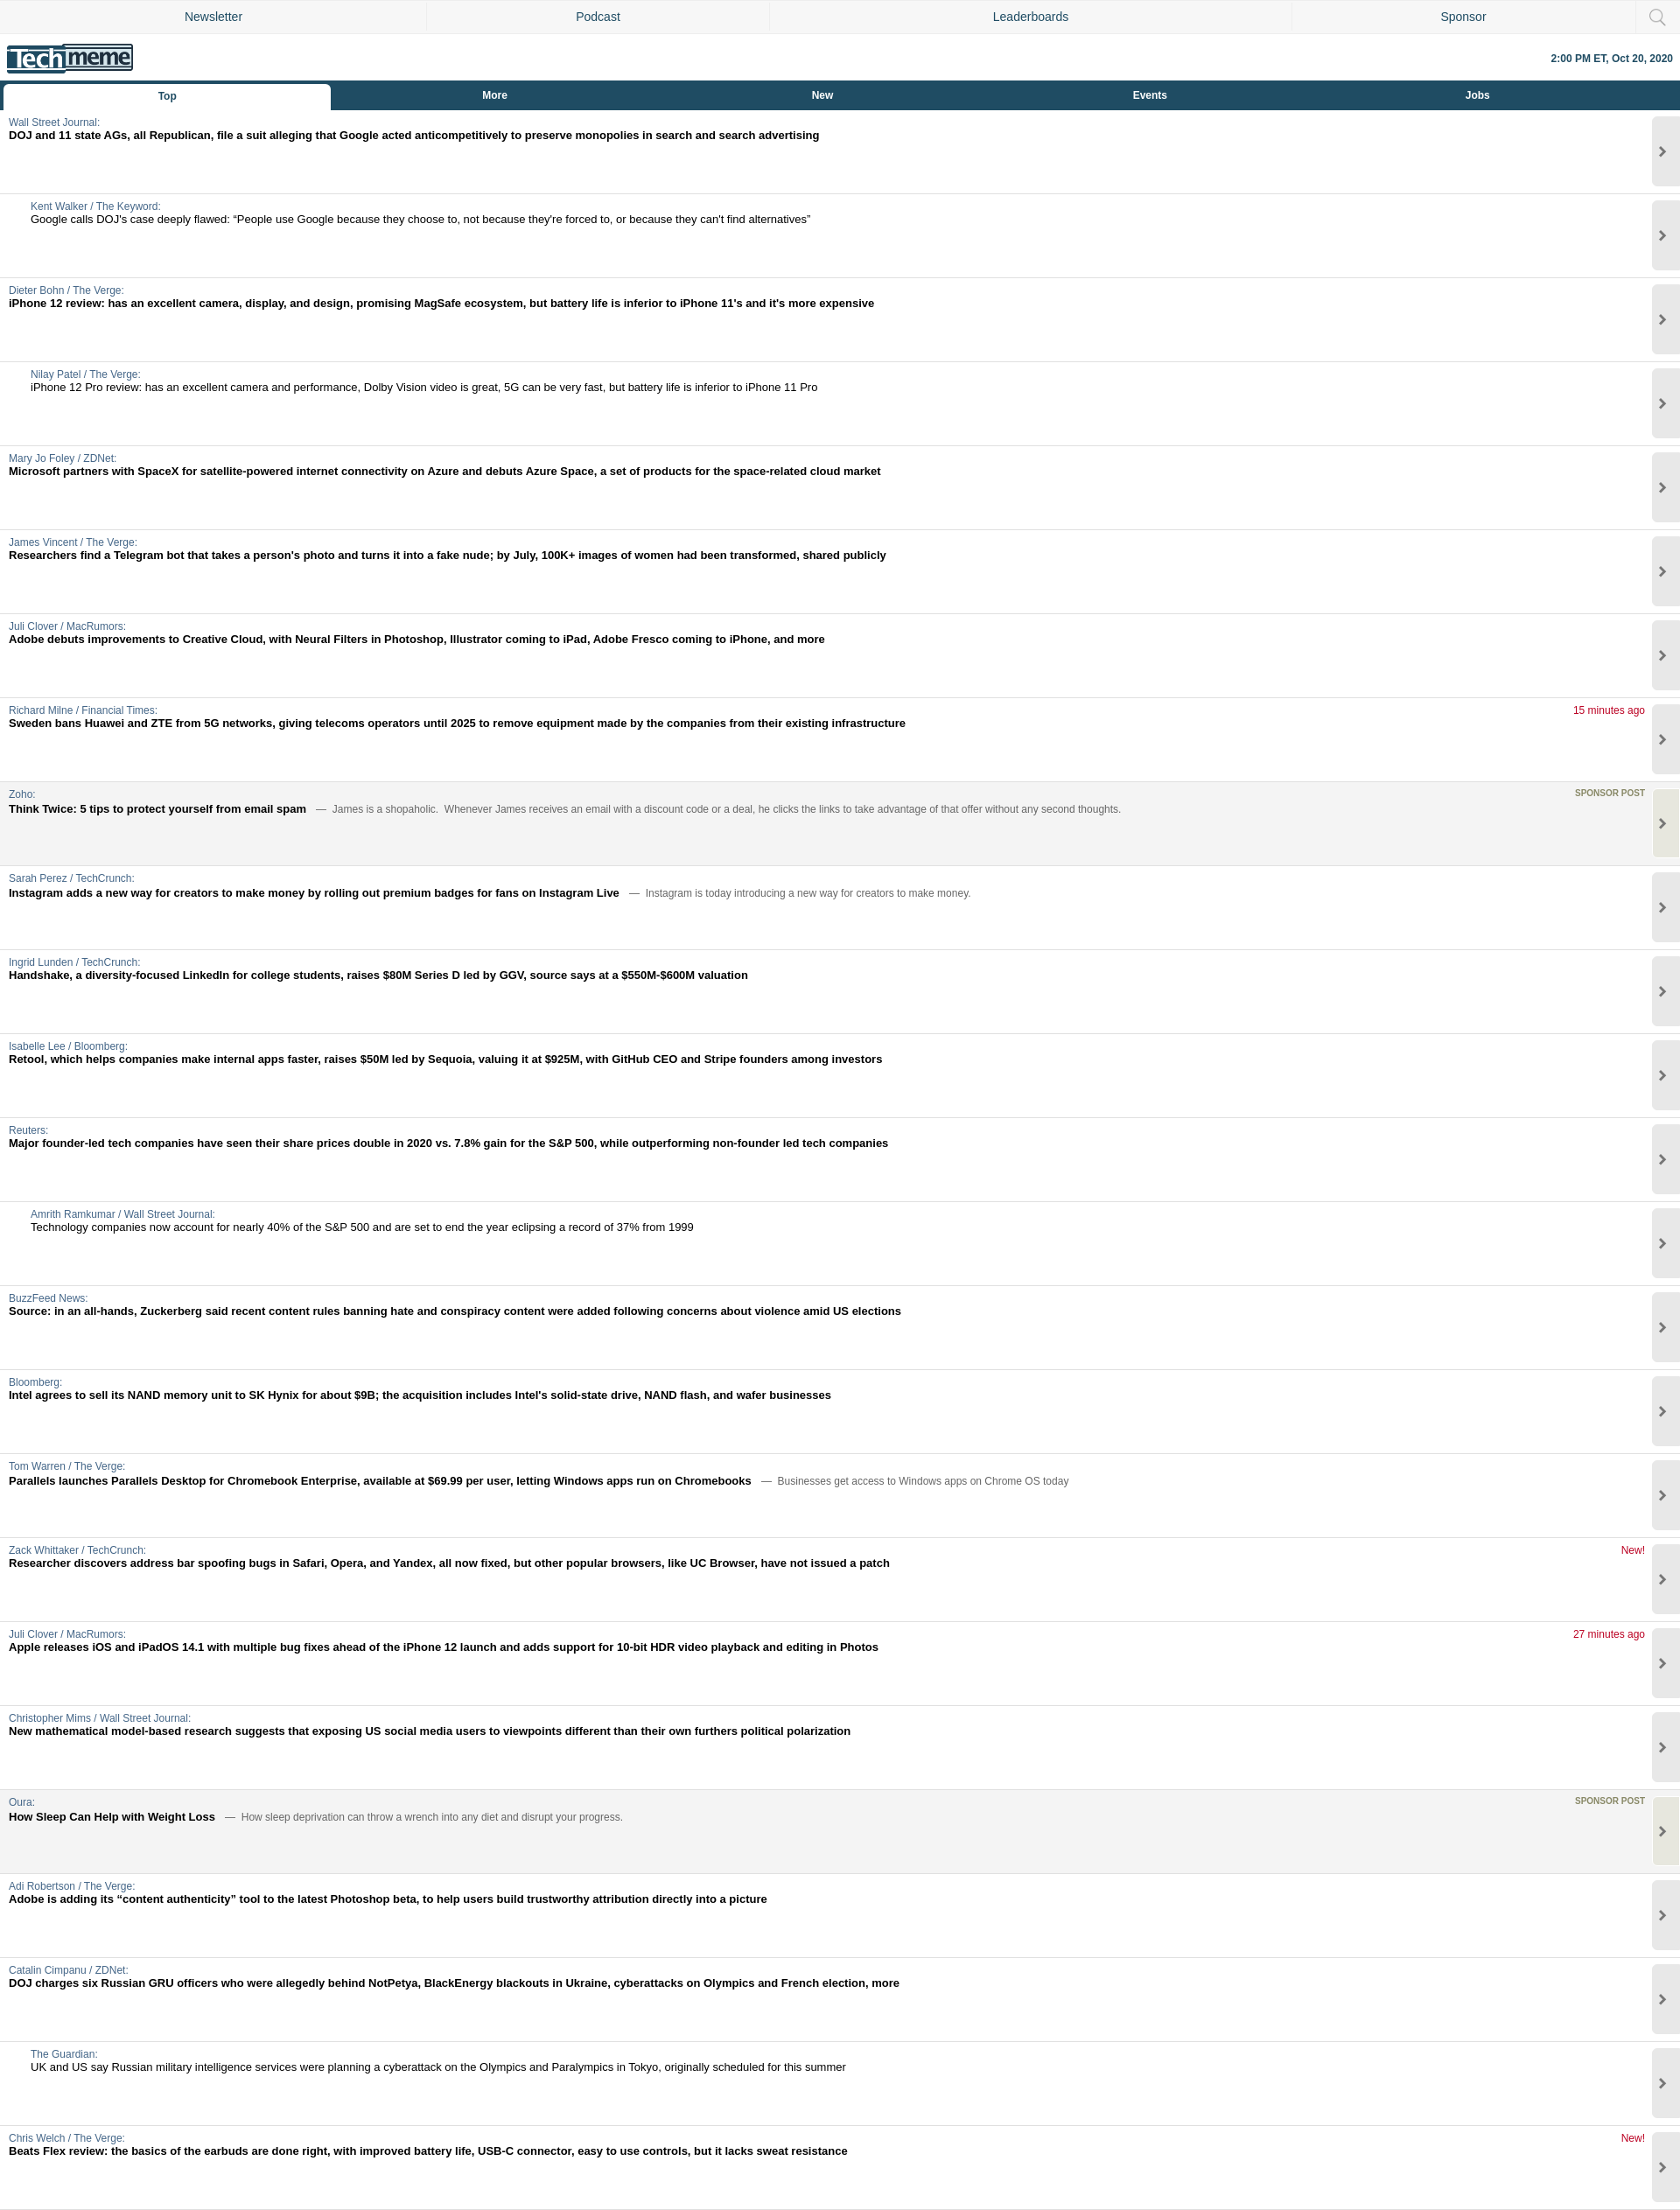 Newsletter
Podcast
Leaderboards
Sponsor
Techmeme
2:00 PM ET, Oct 20, 2020
Top
More
New
Events
Jobs
Wall Street Journal:
DOJ and 11 state AGs, all Republican, file a suit alleging that Google acted anticompetitively to preserve monopolies in search and search advertising
Kent Walker / The Keyword:
Google calls DOJ's case deeply flawed: “People use Google because they choose to, not because they're forced to, or because they can't find alternatives”
Dieter Bohn / The Verge:
iPhone 12 review: has an excellent camera, display, and design, promising MagSafe ecosystem, but battery life is inferior to iPhone 11's and it's more expensive
Nilay Patel / The Verge:
iPhone 12 Pro review: has an excellent camera and performance, Dolby Vision video is great, 5G can be very fast, but battery life is inferior to iPhone 11 Pro
Mary Jo Foley / ZDNet:
Microsoft partners with SpaceX for satellite-powered internet connectivity on Azure and debuts Azure Space, a set of products for the space-related cloud market
James Vincent / The Verge:
Researchers find a Telegram bot that takes a person's photo and turns it into a fake nude; by July, 100K+ images of women had been transformed, shared publicly
Juli Clover / MacRumors:
Adobe debuts improvements to Creative Cloud, with Neural Filters in Photoshop, Illustrator coming to iPad, Adobe Fresco coming to iPhone, and more
Richard Milne / Financial Times:
15 minutes ago
Sweden bans Huawei and ZTE from 5G networks, giving telecoms operators until 2025 to remove equipment made by the companies from their existing infrastructure
Zoho:
SPONSOR POST
Think Twice: 5 tips to protect yourself from email spam — James is a shopaholic. Whenever James receives an email with a discount code or a deal, he clicks the links to take advantage of that offer without any second thoughts.
Sarah Perez / TechCrunch:
Instagram adds a new way for creators to make money by rolling out premium badges for fans on Instagram Live — Instagram is today introducing a new way for creators to make money.
Ingrid Lunden / TechCrunch:
Handshake, a diversity-focused LinkedIn for college students, raises $80M Series D led by GGV, source says at a $550M-$600M valuation
Isabelle Lee / Bloomberg:
Retool, which helps companies make internal apps faster, raises $50M led by Sequoia, valuing it at $925M, with GitHub CEO and Stripe founders among investors
Reuters:
Major founder-led tech companies have seen their share prices double in 2020 vs. 7.8% gain for the S&P 500, while outperforming non-founder led tech companies
Amrith Ramkumar / Wall Street Journal:
Technology companies now account for nearly 40% of the S&P 500 and are set to end the year eclipsing a record of 37% from 1999
BuzzFeed News:
Source: in an all-hands, Zuckerberg said recent content rules banning hate and conspiracy content were added following concerns about violence amid US elections
Bloomberg:
Intel agrees to sell its NAND memory unit to SK Hynix for about $9B; the acquisition includes Intel's solid-state drive, NAND flash, and wafer businesses
Tom Warren / The Verge:
Parallels launches Parallels Desktop for Chromebook Enterprise, available at $69.99 per user, letting Windows apps run on Chromebooks — Businesses get access to Windows apps on Chrome OS today
Zack Whittaker / TechCrunch:
New!
Researcher discovers address bar spoofing bugs in Safari, Opera, and Yandex, all now fixed, but other popular browsers, like UC Browser, have not issued a patch
Juli Clover / MacRumors:
27 minutes ago
Apple releases iOS and iPadOS 14.1 with multiple bug fixes ahead of the iPhone 12 launch and adds support for 10-bit HDR video playback and editing in Photos
Christopher Mims / Wall Street Journal:
New mathematical model-based research suggests that exposing US social media users to viewpoints different than their own furthers political polarization
Oura:
SPONSOR POST
How Sleep Can Help with Weight Loss — How sleep deprivation can throw a wrench into any diet and disrupt your progress.
Adi Robertson / The Verge:
Adobe is adding its “content authenticity” tool to the latest Photoshop beta, to help users build trustworthy attribution directly into a picture
Catalin Cimpanu / ZDNet:
DOJ charges six Russian GRU officers who were allegedly behind NotPetya, BlackEnergy blackouts in Ukraine, cyberattacks on Olympics and French election, more
The Guardian:
UK and US say Russian military intelligence services were planning a cyberattack on the Olympics and Paralympics in Tokyo, originally scheduled for this summer
Chris Welch / The Verge:
New!
Beats Flex review: the basics of the earbuds are done right, with improved battery life, USB-C connector, easy to use controls, but it lacks sweat resistance